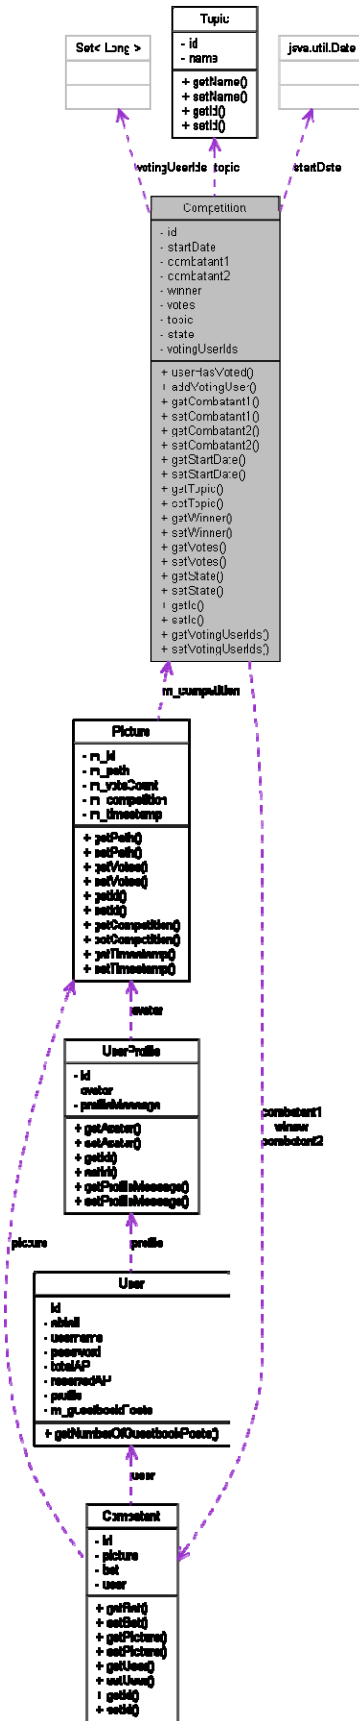 Topic
- id
- name
+ getName()
+ setName()
+ getId()
+ setId()
Set< Long >
java.util.Date
votingUserIds
topic
startDate
Competition
- id
- startDate
- combatant1
- combatant2
- winner
- votes
- topic
- state
- votingUserIds
+ userHasVoted()
+ addVotingUser()
+ getCombatant1()
+ setCombatant1()
+ getCombatant2()
+ setCombatant2()
+ getStartDate()
+ setStartDate()
+ getTopic()
+ setTopic()
+ getWinner()
+ setWinner()
+ getVotes()
+ setVotes()
+ getState()
+ setState()
+ getId()
+ setId()
+ getVotingUserIds()
+ setVotingUserIds()
m_competition
Picture
- m_id
- m_path
- m_voteCount
- m_competition
- m_timestamp
+ getPath()
+ setPath()
+ getVotes()
+ setVotes()
+ getId()
+ setId()
+ getCompetition()
+ setCompetition()
+ getTimestamp()
+ setTimestamp()
avatar
UserProfile
- id
- avatar
- profileMessage
+ getAvatar()
+ setAvatar()
+ getId()
+ setId()
+ getProfileMessage()
+ setProfileMessage()
combatant1
winner
combatant2
picture
profile
User
- id
- username
- password
- totalAP
- reservedAP
- profile
- m_guestbookPosts
+ getNumberOfGuestbookPosts()
user
Combatant
- id
- picture
- bet
- user
+ getBet()
+ setBet()
+ getPicture()
+ setPicture()
+ getUser()
+ setUser()
+ getId()
+ setId()